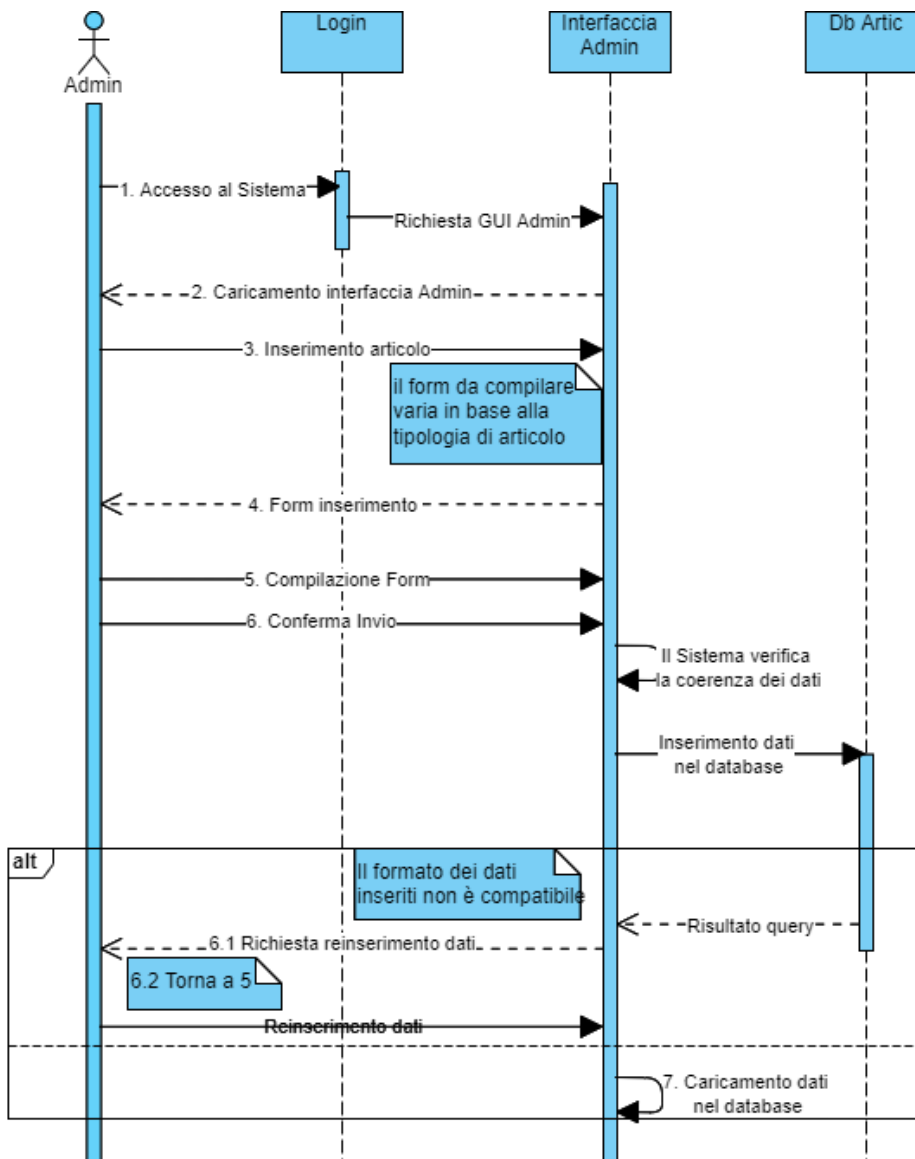 Login
Interfaccia
Admin
Db Artic
Admin
1. Accesso al Sistema
Richiesta GUI Admin
2. Caricamento interfaccia Admin
3. Inserimento articolo
il form da compilare
varia in base alla
tipologia di articolo
4. Form inserimento
5. Compilazione Form
6. Conferma Invio
Il Sistema verifica
la coerenza dei dati
Inserimento dati
nel database
alt
Il formato dei dati
inseriti non è compatibile
Risultato query
6.1 Richiesta reinserimento dati
6.2 Torna a 5
Reinserimento dati
7. Caricamento dati
nel database